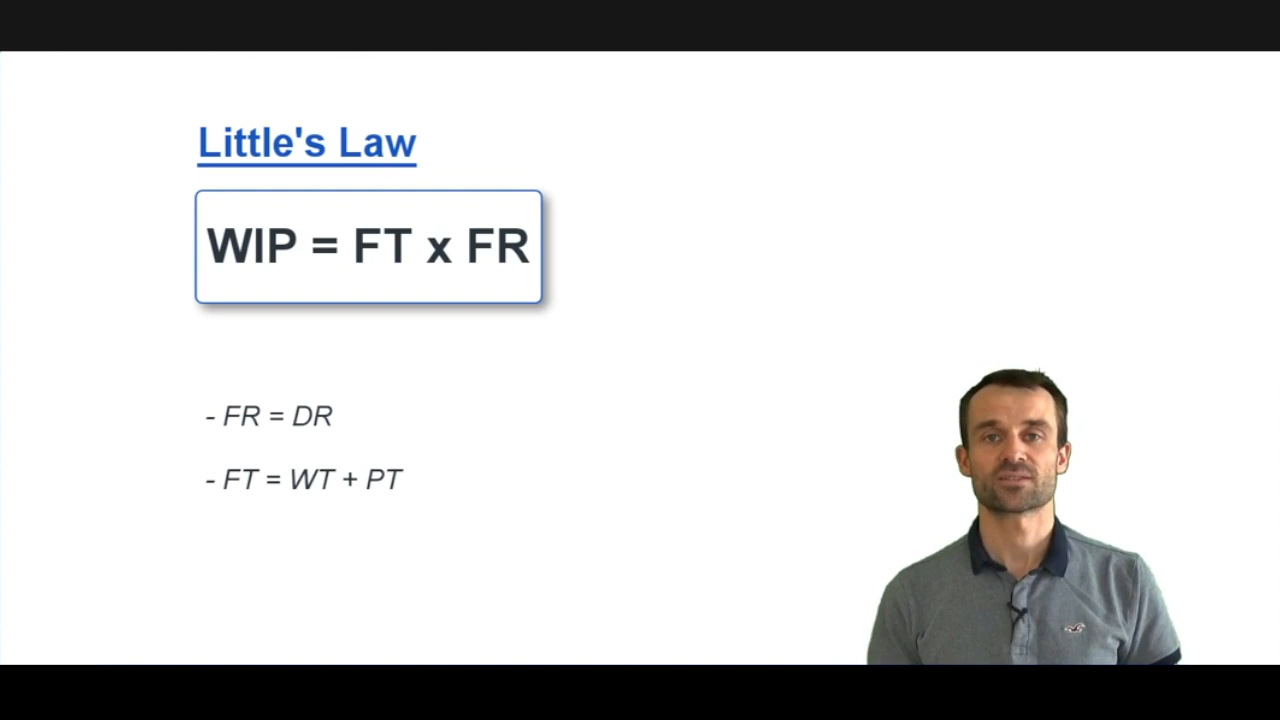 Little's Law
WIP = FT x FR
- FR = DR
- FT = WT + PT